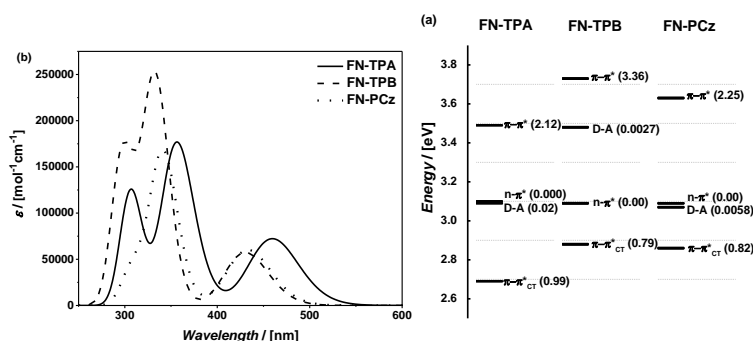 (b)
FN-TPA
FN-TPB
FN-PCz
250000
200000
150000
100000
50000
0
ε / [mol⁻¹cm⁻¹]
300
400
500
600
Wavelength / [nm]
(a)
FN-TPA
FN-TPB
FN-PCz
3.8
3.6
3.4
3.2
3.0
2.8
2.6
Energy / [eV]
π−π* (2.12)
n-π* (0.000)
D-A (0.02)
π−π*CT (0.99)
π−π* (3.36)
D-A (0.0027)
n-π* (0.00)
π−π*CT (0.79)
π−π* (2.25)
n-π* (0.00)
D-A (0.0058)
π−π*CT (0.82)